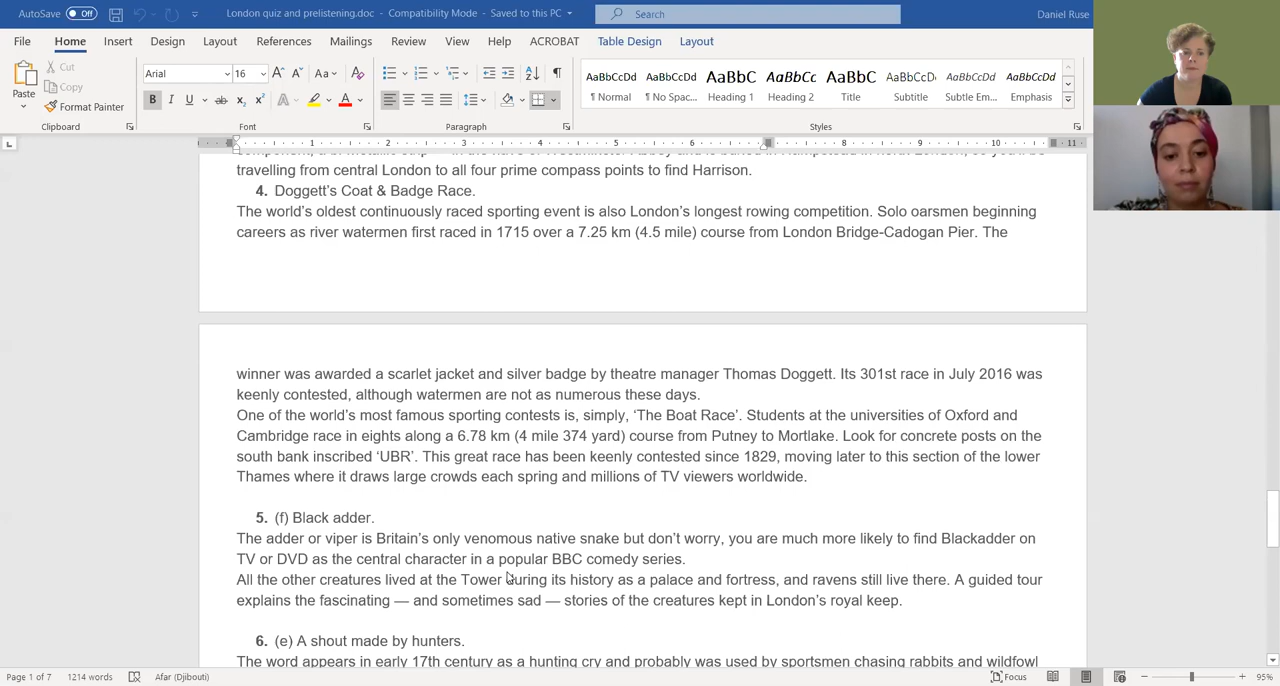 AutoSave Off London quiz and prelistening.doc - Compatibility Mode - Saved to this PC Search Daniel Ruse
File Home Insert Design Layout References Mailings Review View Help ACROBAT Table Design Layout
Paste Cut Copy Format Painter
Arial 16
Clipboard Font Paragraph Styles
AaBbCcDd AaBbCcDd AaBbC AaBbCc AaBbC AaBbCcD AaBbCcDd AaBbCcDd
¶ Normal ¶ No Spac... Heading 1 Heading 2 Title Subtitle Subtle Em... Emphasis
1 2 3 4 5 6 7 8 9 10 11
travelling from central London to all four prime compass points to find Harrison.
4. Doggett's Coat & Badge Race.
The world's oldest continuously raced sporting event is also London's longest rowing competition. Solo oarsmen beginning
careers as river watermen first raced in 1715 over a 7.25 km (4.5 mile) course from London Bridge-Cadogan Pier. The
winner was awarded a scarlet jacket and silver badge by theatre manager Thomas Doggett. Its 301st race in July 2016 was
keenly contested, although watermen are not as numerous these days.
One of the world's most famous sporting contests is, simply, 'The Boat Race'. Students at the universities of Oxford and
Cambridge race in eights along a 6.78 km (4 mile 374 yard) course from Putney to Mortlake. Look for concrete posts on the
south bank inscribed 'UBR'. This great race has been keenly contested since 1829, moving later to this section of the lower
Thames where it draws large crowds each spring and millions of TV viewers worldwide.
5. (f) Black adder.
The adder or viper is Britain's only venomous native snake but don't worry, you are much more likely to find Blackadder on
TV or DVD as the central character in a popular BBC comedy series.
All the other creatures lived at the Tower during its history as a palace and fortress, and ravens still live there. A guided tour
explains the fascinating — and sometimes sad — stories of the creatures kept in London's royal keep.
6. (e) A shout made by hunters.
The word appears in early 17th century as a hunting cry and probably was used by sportsmen chasing rabbits and wildfowl
Page 1 of 7 1214 words Afar (Djibouti) Focus 95%